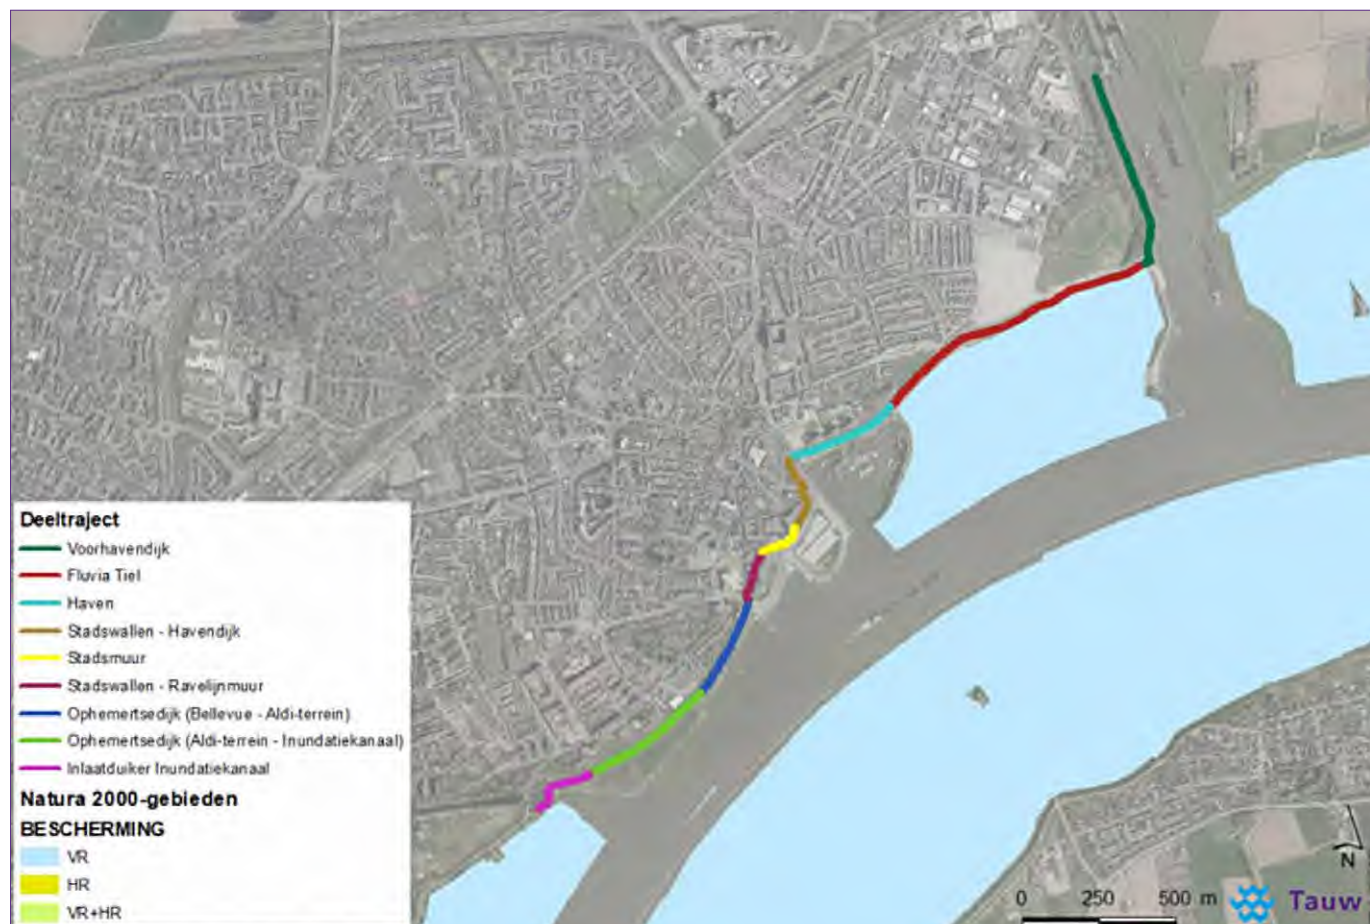 Deeltraject
Voorhavendijk
Fluvia Tiel
Haven
Stadswallen - Havendijk
Stadsmuur
Stadswallen - Ravelijnmuur
Ophemertsedijk (Bellevue - Aldi-terrein)
Ophemertsedijk (Aldi-terrein - Inundatiekanaal)
Inlaatduiker Inundatiekanaal
Natura 2000-gebieden
BESCHERMING
VR
HR
VR+HR
N
0 250 500 m
Tauw